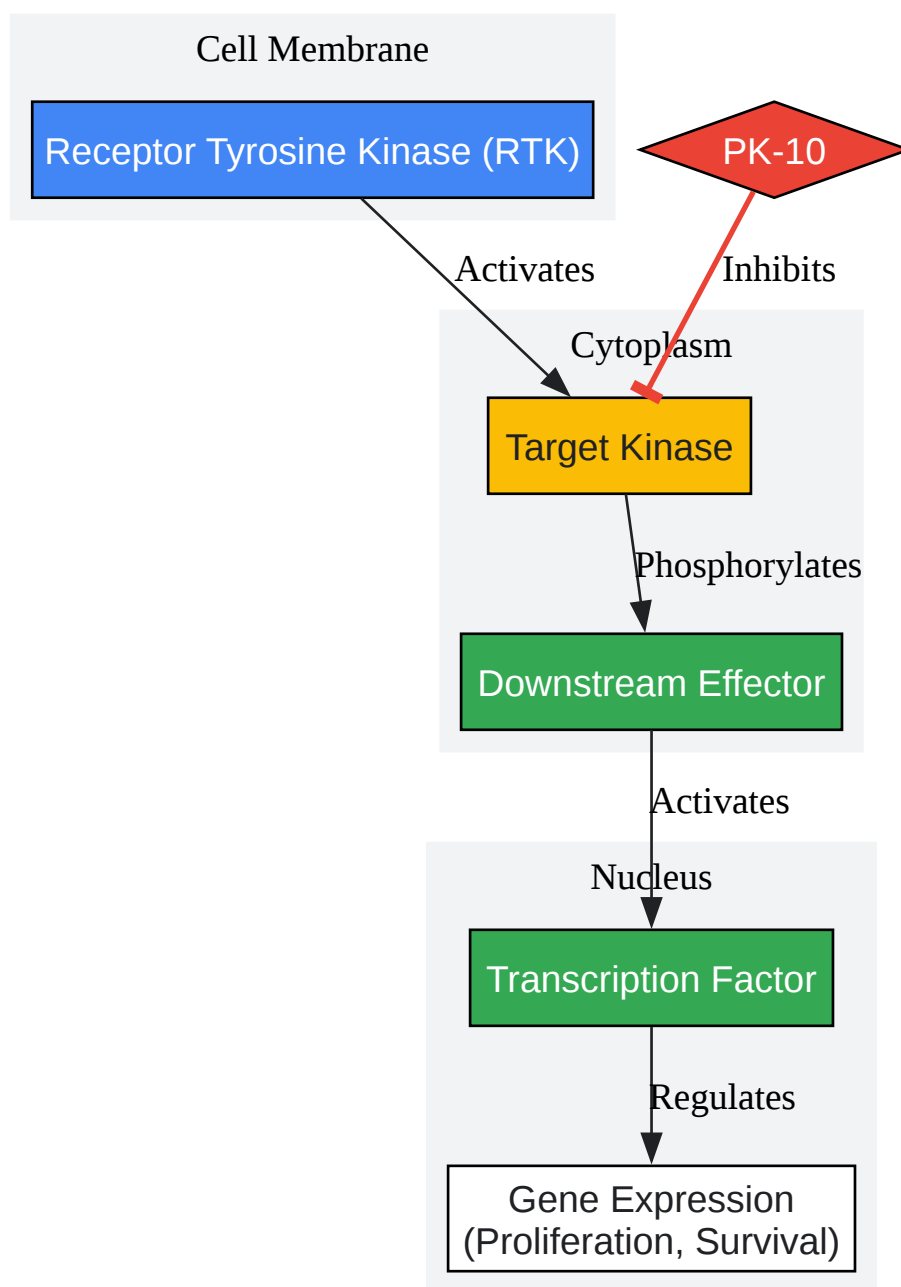 Cell Membrane
Receptor Tyrosine Kinase (RTK)
PK-10
Activates
Inhibits
Cytoplasm
Target Kinase
Phosphorylates
Downstream Effector
Activates
Nucleus
Transcription Factor
Regulates
Gene Expression
(Proliferation, Survival)